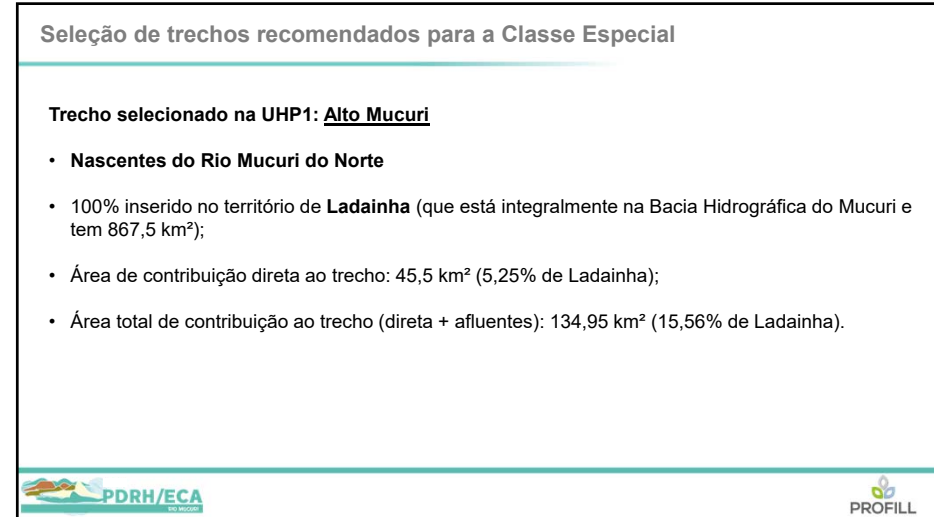 Seleção de trechos recomendados para a Classe Especial
Trecho selecionado na UHP1: Alto Mucuri
• Nascentes do Rio Mucuri do Norte
• 100% inserido no território de Ladainha (que está integralmente na Bacia Hidrográfica do Mucuri e
tem 867,5 km²);
• Área de contribuição direta ao trecho: 45,5 km² (5,25% de Ladainha);
• Área total de contribuição ao trecho (direta + afluentes): 134,95 km² (15,56% de Ladainha).
PDRH/ECA
RIO MUCURI
PROFILL